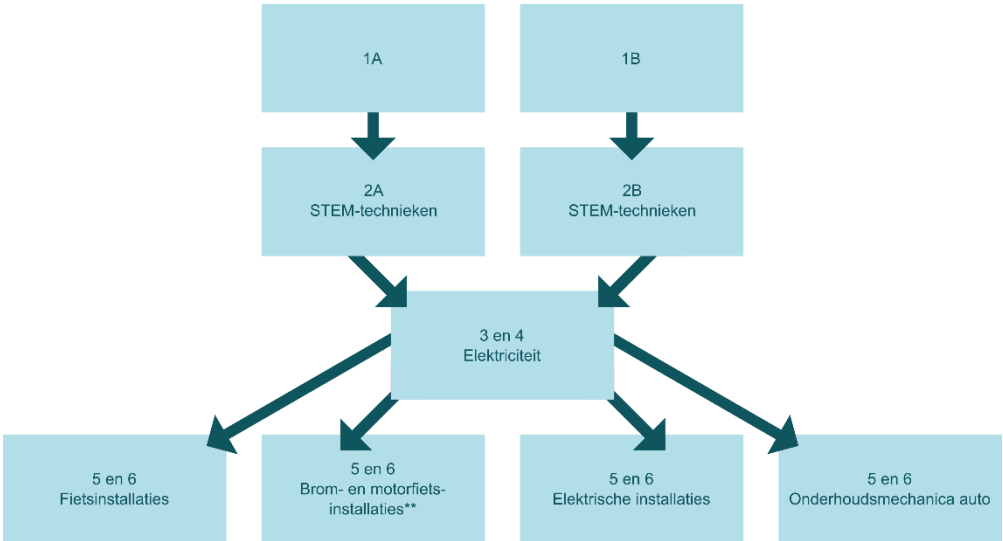 1A
1B
2A
STEM-technieken
2B
STEM-technieken
3 en 4
Elektriciteit
5 en 6
Fietsinstallaties
5 en 6
Brom- en motorfiets-
installaties**
5 en 6
Elektrische installaties
5 en 6
Onderhoudsmechanica auto